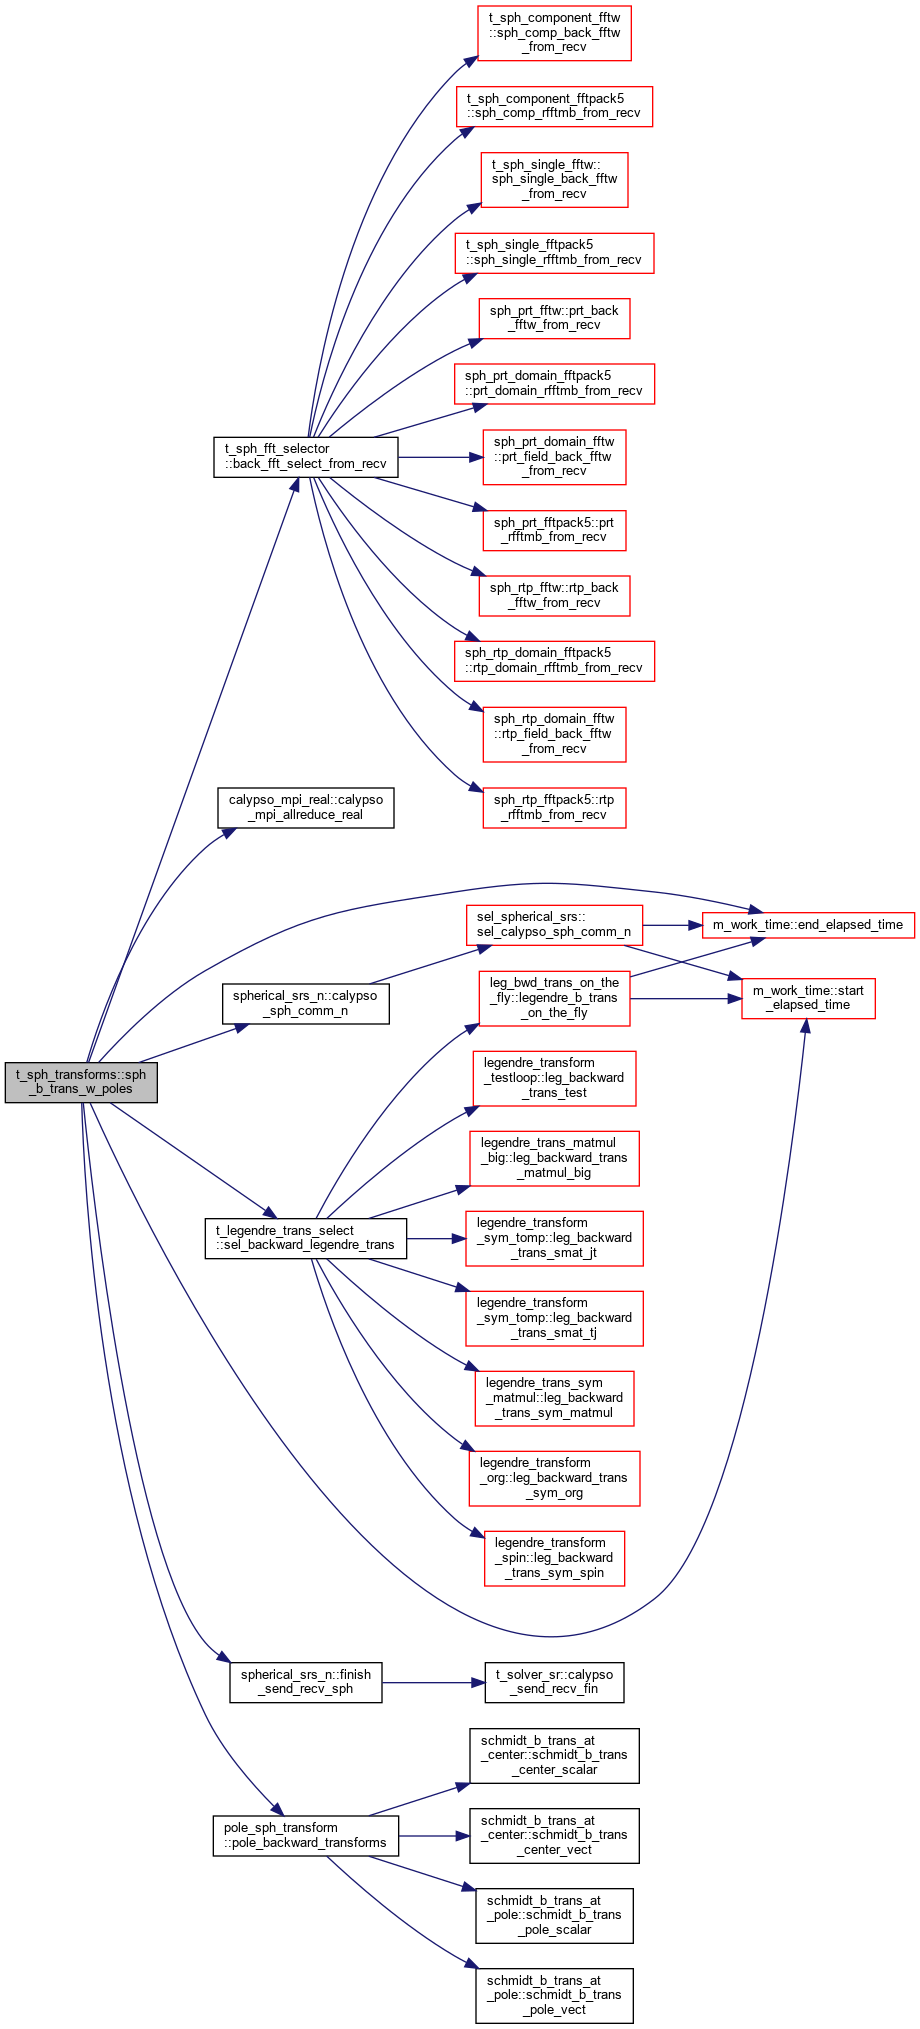 t_sph_component_fftw
::sph_comp_back_fftw
_from_recv
t_sph_component_fftpack5
::sph_comp_rfftmb_from_recv
t_sph_single_fftw::
sph_single_back_fftw
_from_recv
t_sph_single_fftpack5
::sph_single_rfftmb_from_recv
sph_prt_fftw::prt_back
_fftw_from_recv
sph_prt_domain_fftpack5
::prt_domain_rfftmb_from_recv
t_sph_fft_selector
::back_fft_select_from_recv
sph_prt_domain_fftw
::prt_field_back_fftw
_from_recv
sph_prt_fftpack5::prt
_rfftmb_from_recv
sph_rtp_fftw::rtp_back
_fftw_from_recv
sph_rtp_domain_fftpack5
::rtp_domain_rfftmb_from_recv
sph_rtp_domain_fftw
::rtp_field_back_fftw
_from_recv
calypso_mpi_real::calypso
_mpi_allreduce_real
sph_rtp_fftpack5::rtp
_rfftmb_from_recv
sel_spherical_srs::
sel_calypso_sph_comm_n
m_work_time::end_elapsed_time
spherical_srs_n::calypso
_sph_comm_n
leg_bwd_trans_on_the
_fly::legendre_b_trans
_on_the_fly
m_work_time::start
_elapsed_time
t_sph_transforms::sph
_b_trans_w_poles
legendre_transform
_testloop::leg_backward
_trans_test
legendre_trans_matmul
_big::leg_backward_trans
_matmul_big
t_legendre_trans_select
::sel_backward_legendre_trans
legendre_transform
_sym_tomp::leg_backward
_trans_smat_jt
legendre_transform
_sym_tomp::leg_backward
_trans_smat_tj
legendre_trans_sym
_matmul::leg_backward
_trans_sym_matmul
legendre_transform
_org::leg_backward_trans
_sym_org
legendre_transform
_spin::leg_backward
_trans_sym_spin
spherical_srs_n::finish
_send_recv_sph
t_solver_sr::calypso
_send_recv_fin
schmidt_b_trans_at
_center::schmidt_b_trans
_center_scalar
pole_sph_transform
::pole_backward_transforms
schmidt_b_trans_at
_center::schmidt_b_trans
_center_vect
schmidt_b_trans_at
_pole::schmidt_b_trans
_pole_scalar
schmidt_b_trans_at
_pole::schmidt_b_trans
_pole_vect